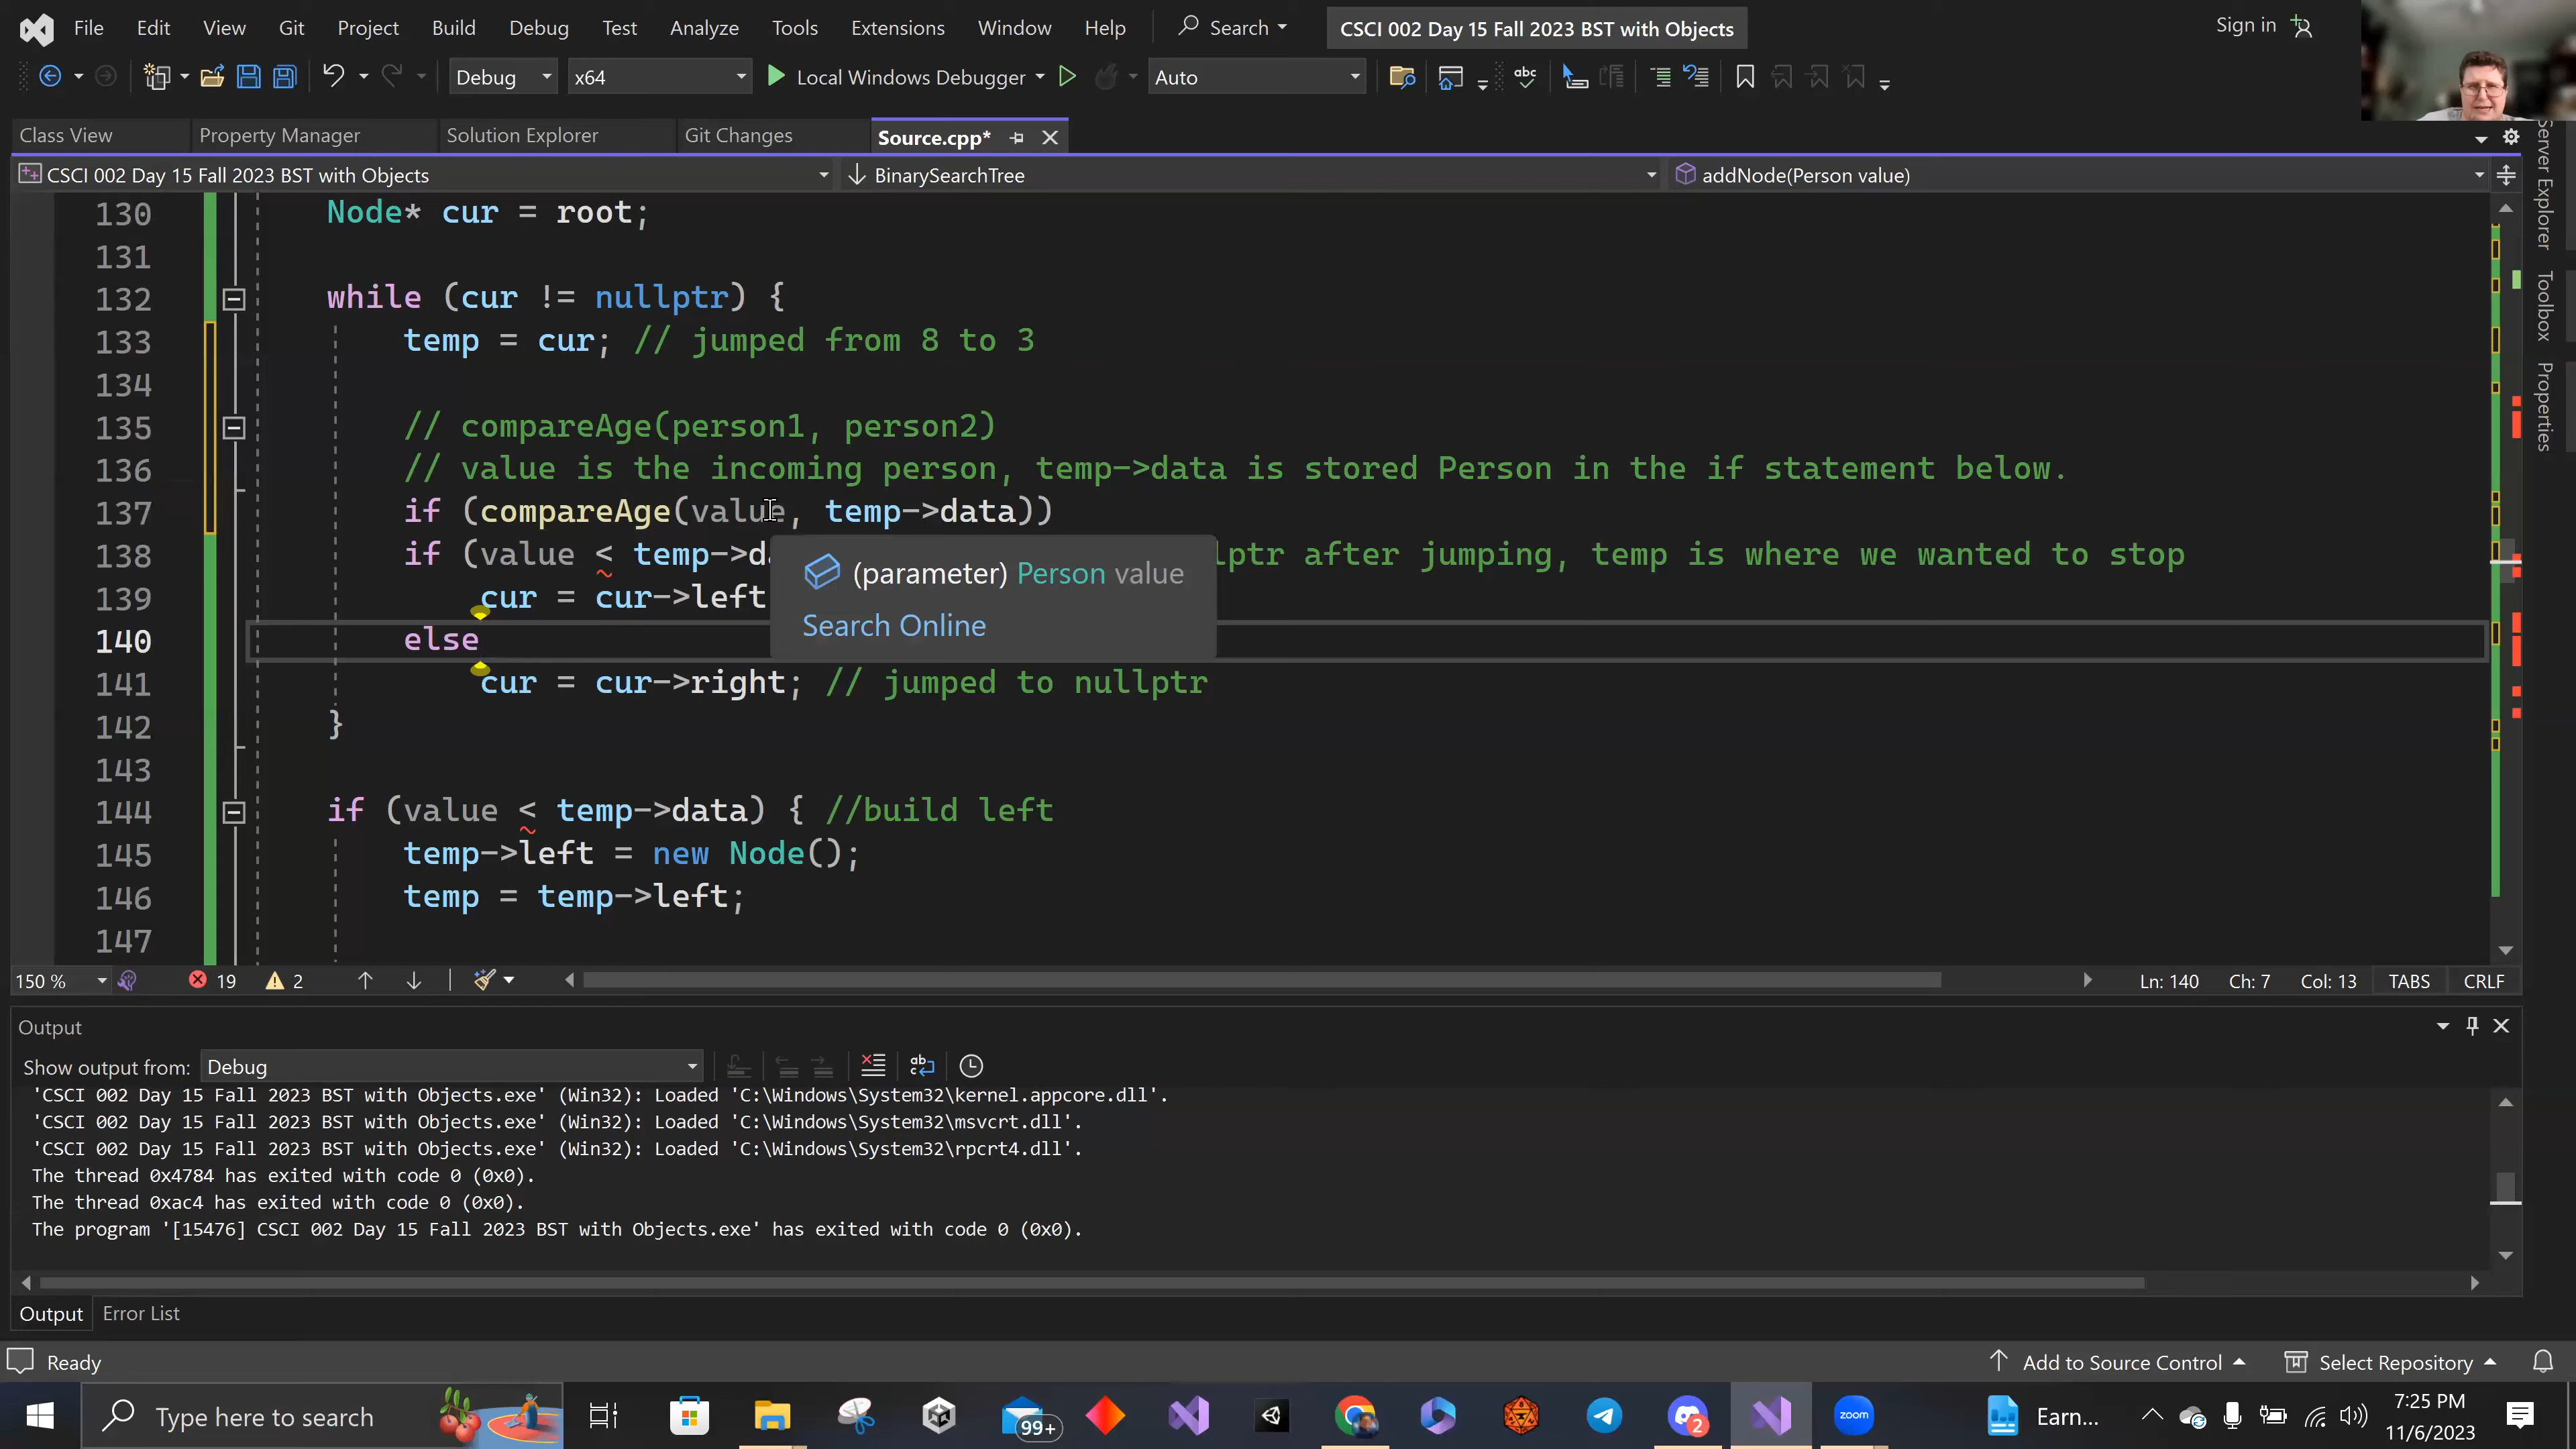 File Edit View Git Project Build Debug Test Analyze Tools Extensions Window Help Search CSCI 002 Day 15 Fall 2023 BST with Objects Sign in
Debug x64 Local Windows Debugger Auto abc
Class View Property Manager Solution Explorer Git Changes Source.cpp*
CSCI 002 Day 15 Fall 2023 BST with Objects BinarySearchTree addNode(Person value)
130 Node* cur = root;
131
132 while (cur != nullptr) {
133 temp = cur; // jumped from 8 to 3
134
135 // compareAge(person1, person2)
136 // value is the incoming person, temp->data is stored Person in the if statement below.
137 if (compareAge(value, temp->data))
138 if (value < temp->da lptr after jumping, temp is where we wanted to stop
(parameter) Person value
139 cur = cur->left
Search Online
140 else
141 cur = cur->right; // jumped to nullptr
142 }
143
144 if (value < temp->data) { //build left
145 temp->left = new Node();
146 temp = temp->left;
147
150 % 19 2 Ln: 140 Ch: 7 Col: 13 TABS CRLF
Output
Show output from: Debug
'CSCI 002 Day 15 Fall 2023 BST with Objects.exe' (Win32): Loaded 'C:\Windows\System32\kernel.appcore.dll'.
'CSCI 002 Day 15 Fall 2023 BST with Objects.exe' (Win32): Loaded 'C:\Windows\System32\msvcrt.dll'.
'CSCI 002 Day 15 Fall 2023 BST with Objects.exe' (Win32): Loaded 'C:\Windows\System32\rpcrt4.dll'.
The thread 0x4784 has exited with code 0 (0x0).
The thread 0xac4 has exited with code 0 (0x0).
The program '[15476] CSCI 002 Day 15 Fall 2023 BST with Objects.exe' has exited with code 0 (0x0).
Output Error List
Ready Add to Source Control Select Repository
Type here to search 99+ 2 zoom Earn... 7:25 PM
11/6/2023
Server Explorer
Toolbox
Properties